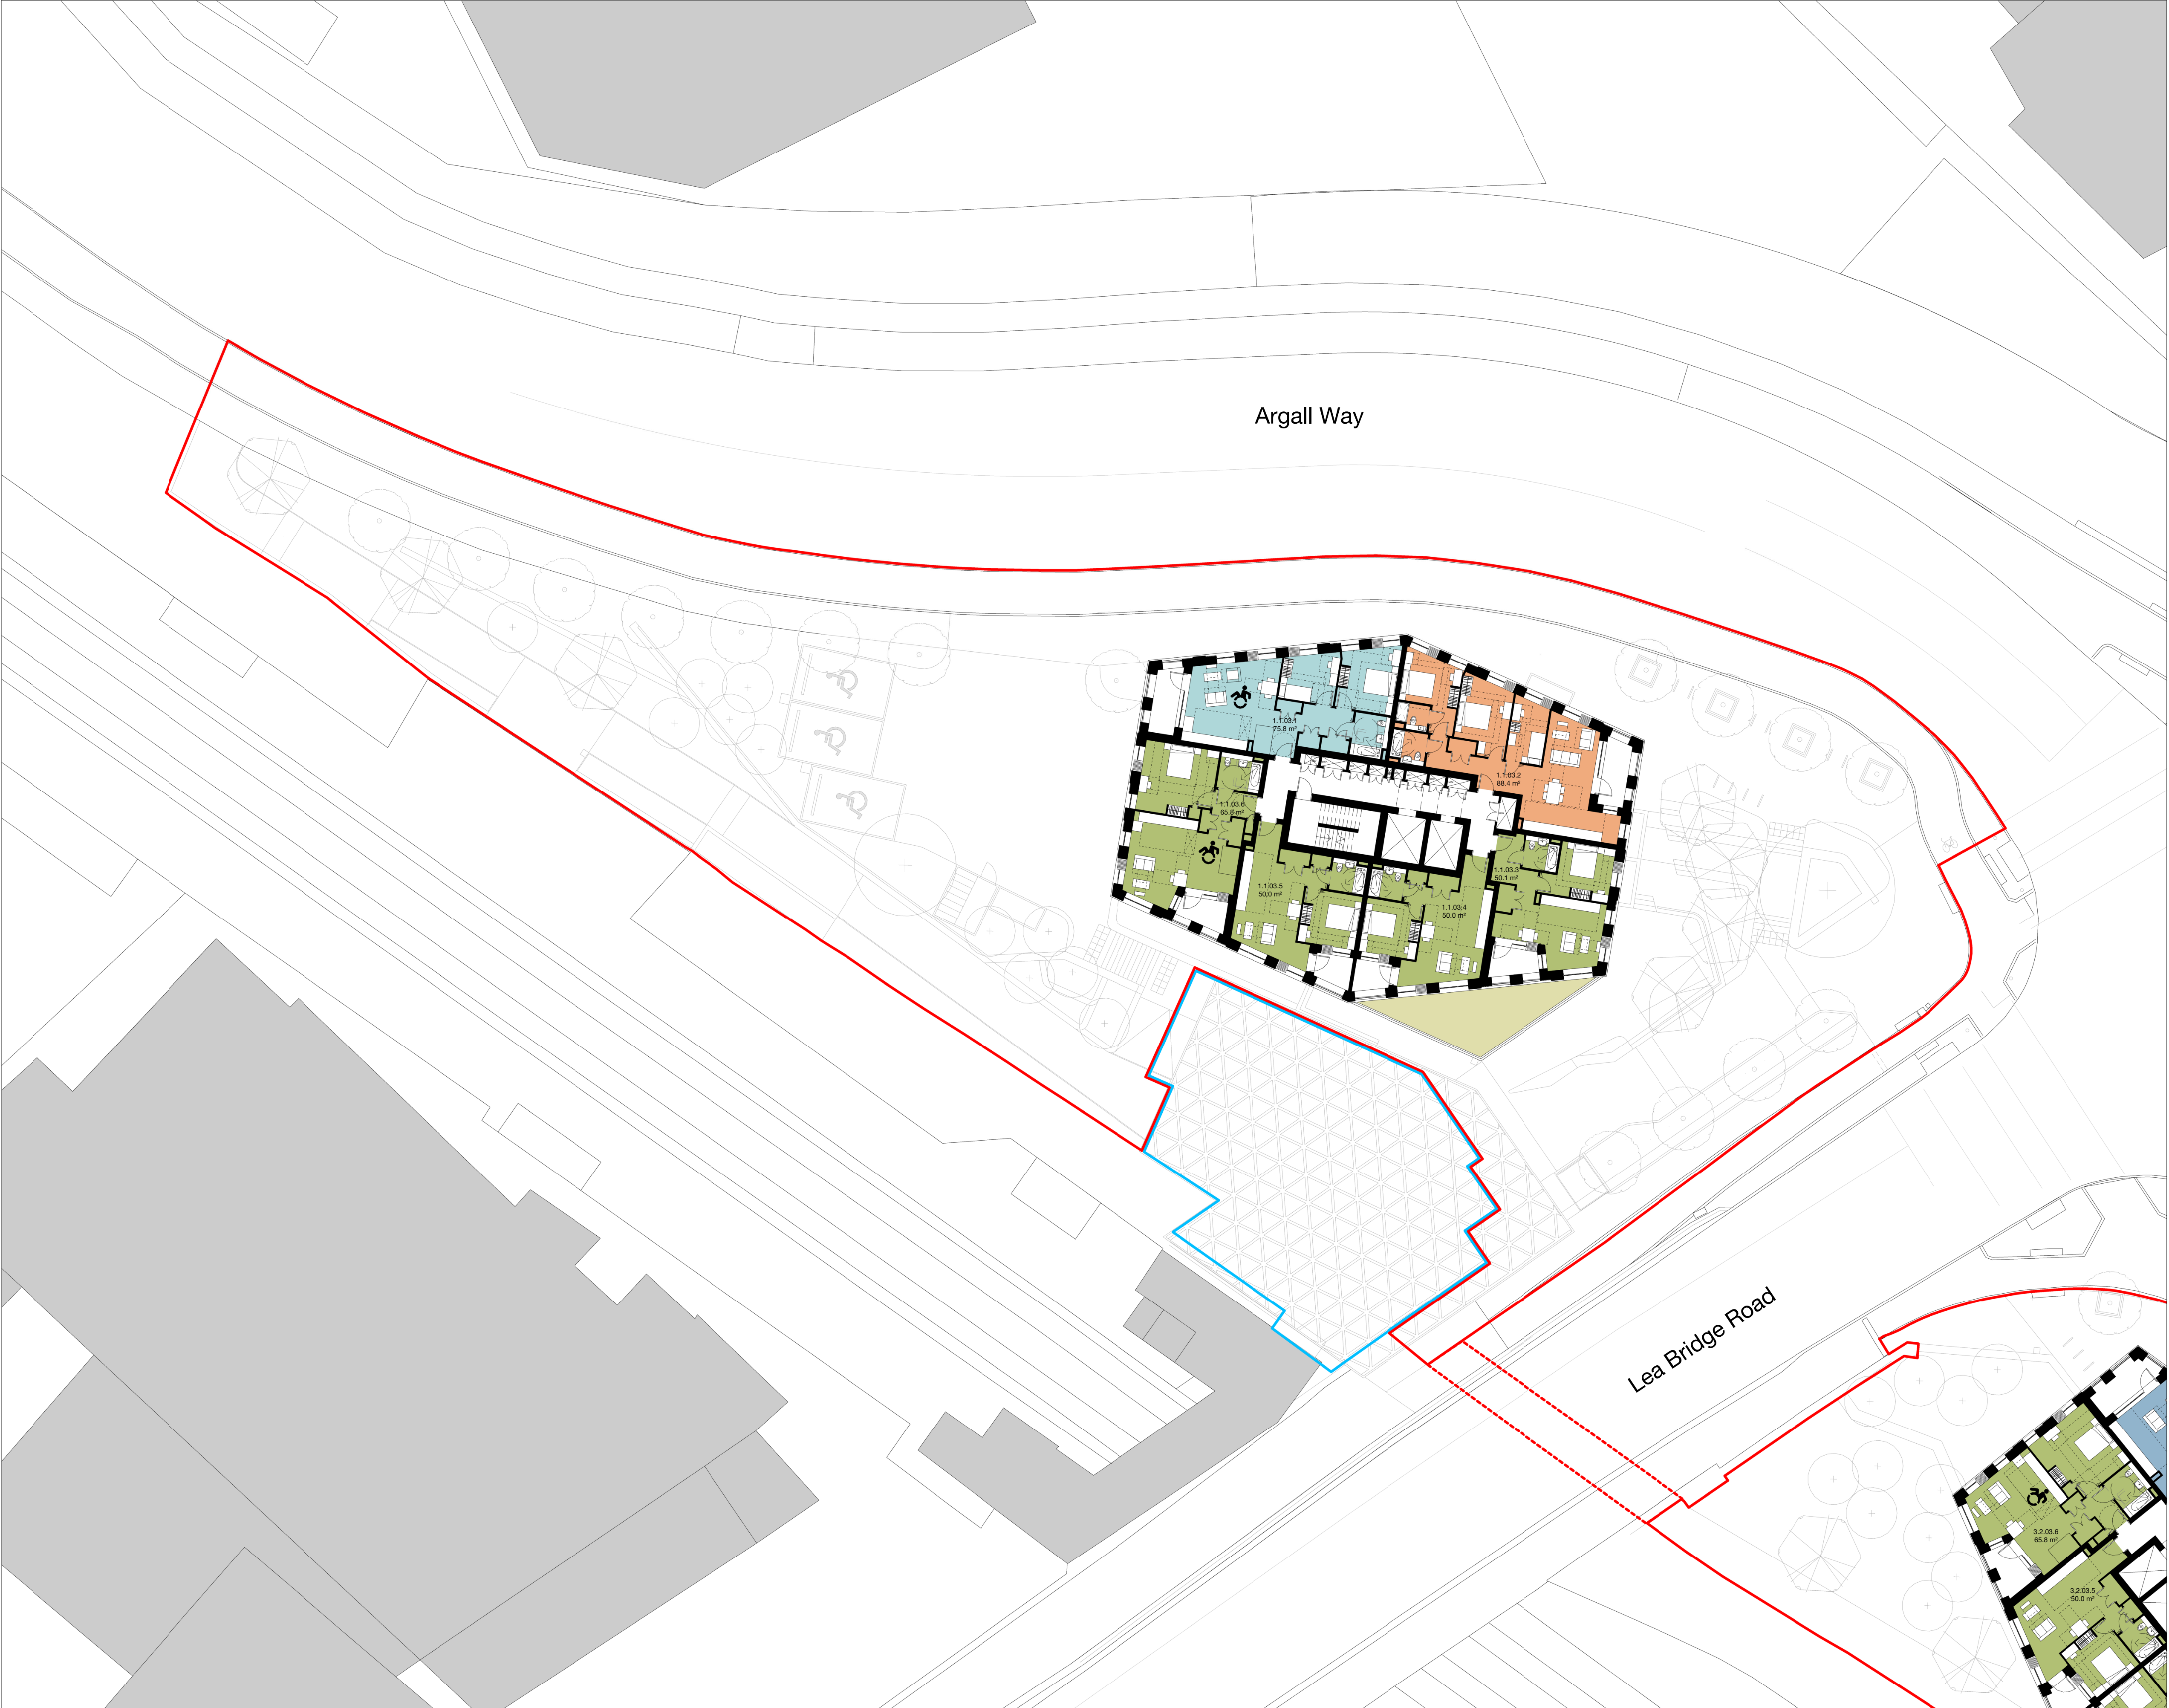 Argall Way
1.1.03.1
75.8 m²
1.1.03.2
88.4 m²
1.1.03.6
65.8 m²
1.1.03.3
50.1 m²
1.1.03.5
50.0 m²
1.1.03.4
50.0 m²
Lea Bridge Road
3.2.03.6
65.8 m²
3.2.03.5
50.0 m²